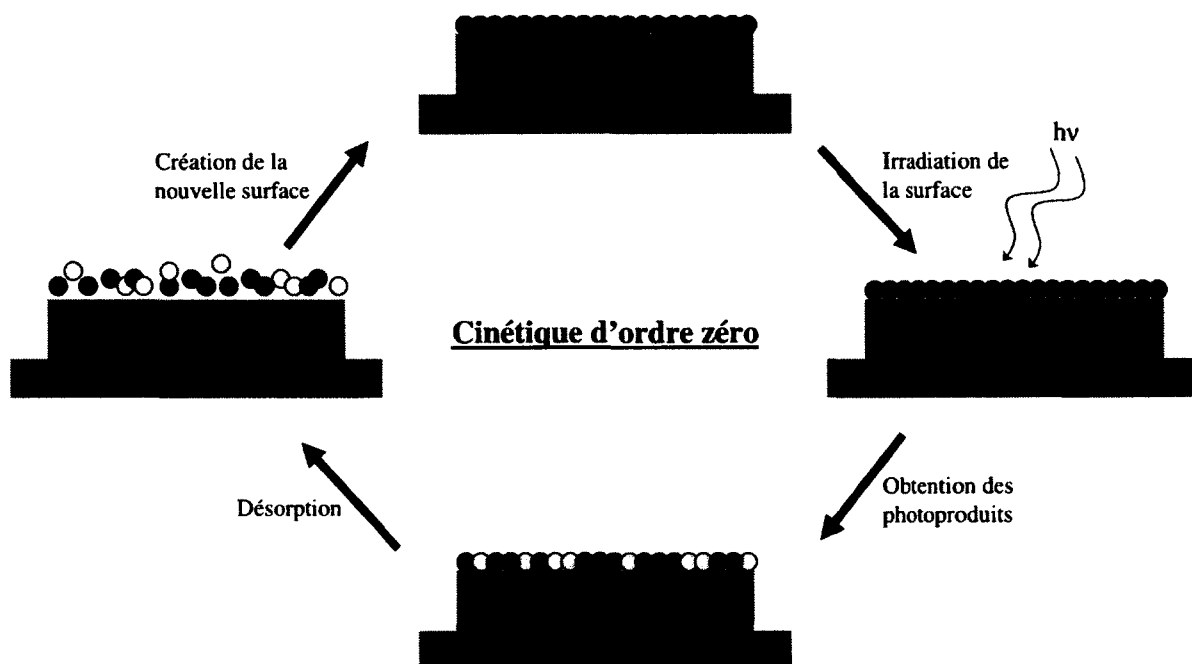 hν
Création de la
nouvelle surface
Irradiation de
la surface
Cinétique d'ordre zéro
Désorption
Obtention des
photoproduits